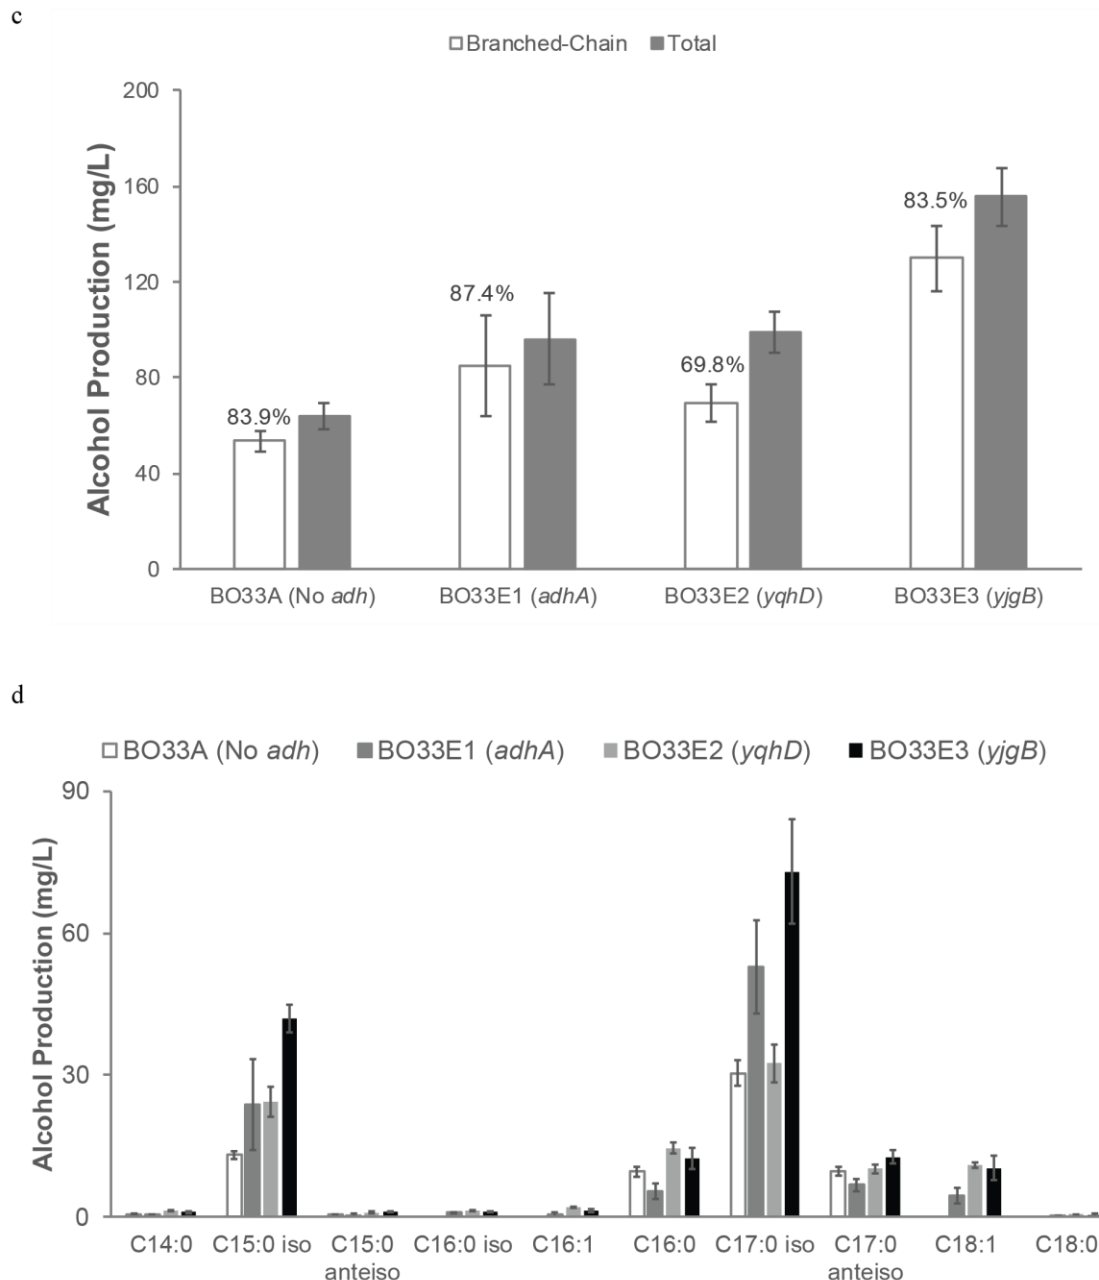 c
Branched-Chain Total
Alcohol Production (mg/L)
200
160
120
80
40
0
83.9%
87.4%
69.8%
83.5%
BO33A (No adh) BO33E1 (adhA) BO33E2 (yqhD) BO33E3 (yjgB)
d
BO33A (No adh) BO33E1 (adhA) BO33E2 (yqhD) BO33E3 (yjgB)
Alcohol Production (mg/L)
90
60
30
0
C14:0 C15:0 iso C15:0 C16:0 iso C16:1 C16:0 C17:0 iso C17:0 C18:1 C18:0
anteiso anteiso